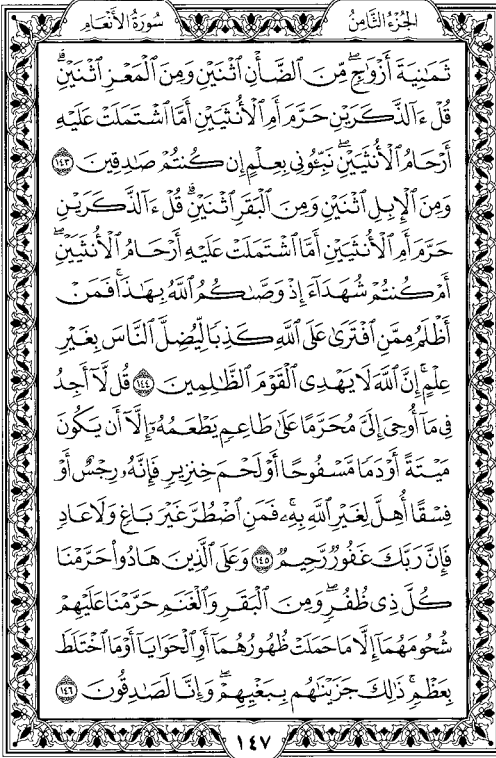 الجُزْءُ الثَّامِنُ
سُورَةُ الأَنْعَام
ثَمَٰنِيَةَ أَزْوَٰجٍ ۖ مِّنَ ٱلضَّأْنِ ٱثْنَيْنِ وَمِنَ ٱلْمَعْزِ ٱثْنَيْنِ ۗ
قُلْ ءَآلذَّكَرَيْنِ حَرَّمَ أَمِ ٱلْأُنثَيَيْنِ أَمَّا ٱشْتَمَلَتْ عَلَيْهِ
أَرْحَامُ ٱلْأُنثَيَيْنِ ۖ نَبِّـُٔونِى بِعِلْمٍ إِن كُنتُمْ صَٰدِقِينَ ١٤٣
وَمِنَ ٱلْإِبِلِ ٱثْنَيْنِ وَمِنَ ٱلْبَقَرِ ٱثْنَيْنِ ۗ قُلْ ءَآلذَّكَرَيْنِ
حَرَّمَ أَمِ ٱلْأُنثَيَيْنِ أَمَّا ٱشْتَمَلَتْ عَلَيْهِ أَرْحَامُ ٱلْأُنثَيَيْنِ ۖ
أَمْ كُنتُمْ شُهَدَآءَ إِذْ وَصَّىٰكُمُ ٱللَّهُ بِهَٰذَا ۚ فَمَنْ
أَظْلَمُ مِمَّنِ ٱفْتَرَىٰ عَلَى ٱللَّهِ كَذِبًا لِّيُضِلَّ ٱلنَّاسَ بِغَيْرِ
عِلْمٍ ۗ إِنَّ ٱللَّهَ لَا يَهْدِى ٱلْقَوْمَ ٱلظَّٰلِمِينَ ١٤٤ قُل لَّآ أَجِدُ
فِى مَآ أُوحِىَ إِلَىَّ مُحَرَّمًا عَلَىٰ طَاعِمٍ يَطْعَمُهُۥٓ إِلَّآ أَن يَكُونَ
مَيْتَةً أَوْ دَمًا مَّسْفُوحًا أَوْ لَحْمَ خِنزِيرٍ فَإِنَّهُۥ رِجْسٌ أَوْ
فِسْقًا أُهِلَّ لِغَيْرِ ٱللَّهِ بِهِۦ ۚ فَمَنِ ٱضْطُرَّ غَيْرَ بَاغٍ وَلَا عَادٍ
فَإِنَّ رَبَّكَ غَفُورٌ رَّحِيمٌ ١٤٥ وَعَلَى ٱلَّذِينَ هَادُوا۟ حَرَّمْنَا
كُلَّ ذِى ظُفُرٍ ۖ وَمِنَ ٱلْبَقَرِ وَٱلْغَنَمِ حَرَّمْنَا عَلَيْهِمْ
شُحُومَهُمَآ إِلَّا مَا حَمَلَتْ ظُهُورُهُمَآ أَوِ ٱلْحَوَايَآ أَوْ مَا ٱخْتَلَطَ
بِعَظْمٍ ۚ ذَٰلِكَ جَزَيْنَٰهُم بِبَغْيِهِمْ ۖ وَإِنَّا لَصَٰدِقُونَ ١٤٦
١٤٧